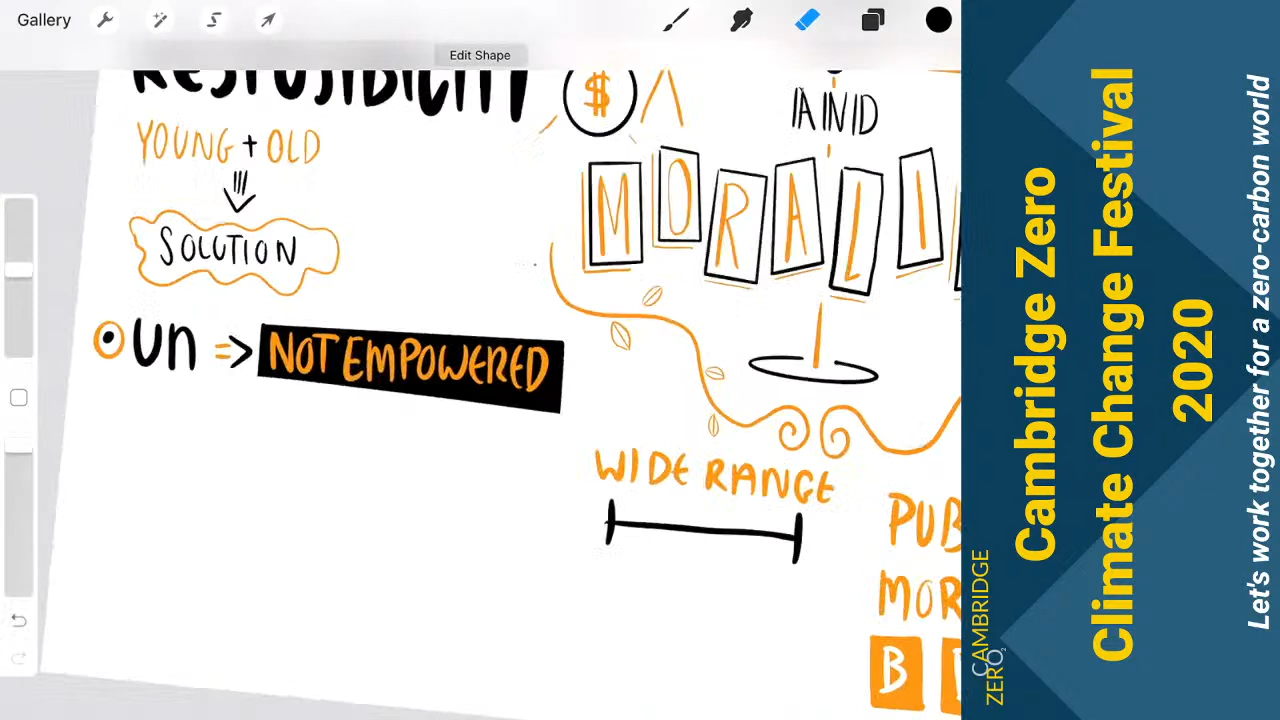 Gallery
Edit Shape
YOUNG + OLD
SOLUTION
UN => NOT EMPOWERED
$
AND
MORALI
WIDE RANGE
PUB
MOR
B
CAMBRIDGE
ZERO₂
Cambridge Zero
Climate Change Festival
2020
Let's work together for a zero-carbon world